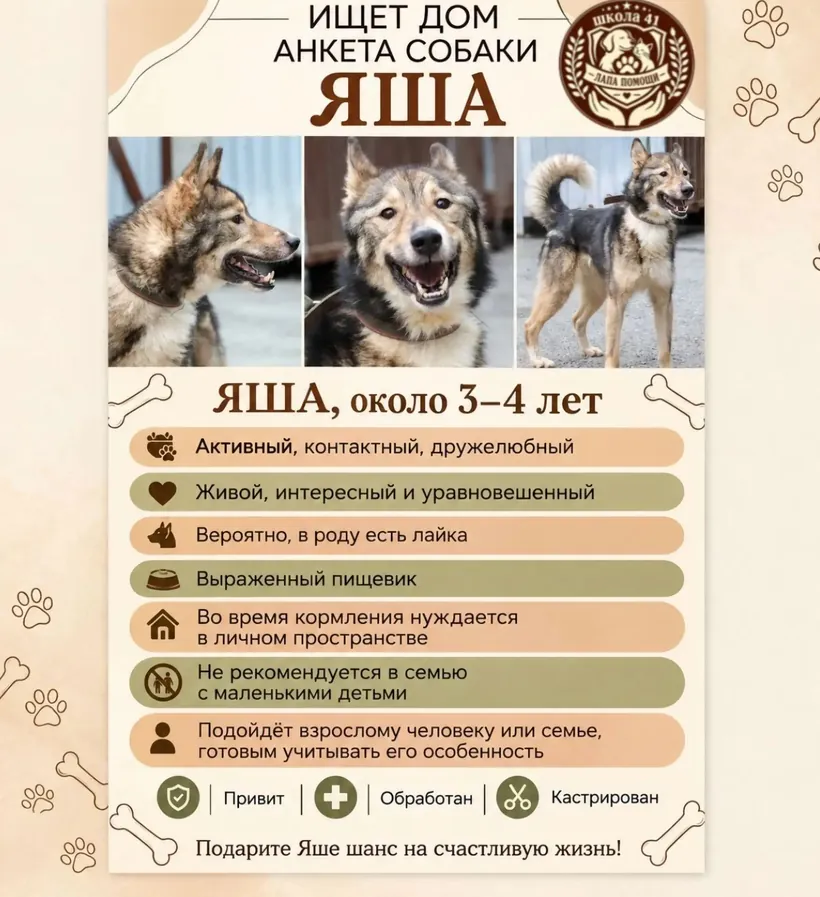 ИЩЕТ ДОМ
АНКЕТА СОБАКИ
ЯША
ШКОЛА 41
ЛАПА ПОМОЩИ
ЯША, около 3–4 лет
Активный, контактный, дружелюбный
Живой, интересный и уравновешенный
Вероятно, в роду есть лайка
Выраженный пищевик
Во время кормления нуждается
в личном пространстве
Не рекомендуется в семью
с маленькими детьми
Подойдёт взрослому человеку или семье,
готовым учитывать его особенность
Привит
Обработан
Кастрирован
Подарите Яше шанс на счастливую жизнь!